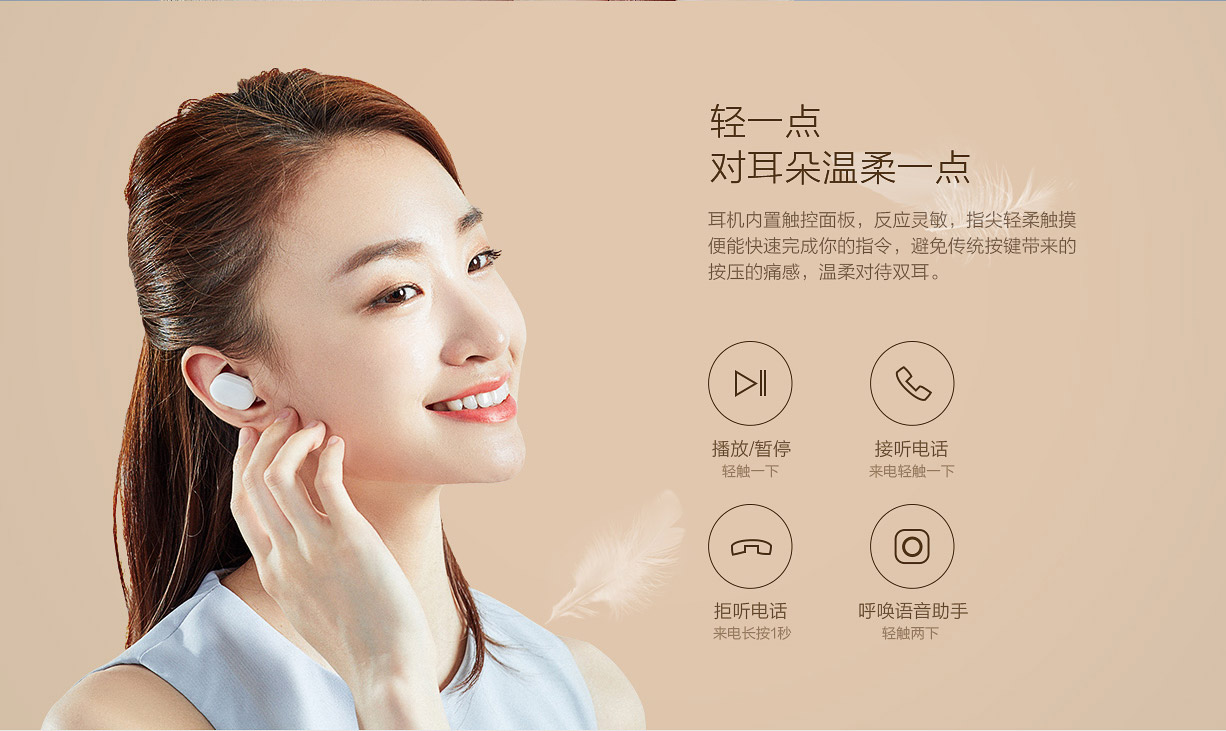 轻一点
对耳朵温柔一点
耳机内置触控面板，反应灵敏，指尖轻柔触摸
便能快速完成你的指令，避免传统按键带来的
按压的痛感，温柔对待双耳。
播放/暂停
轻触一下
接听电话
来电轻触一下
拒听电话
来电长按1秒
呼唤语音助手
轻触两下